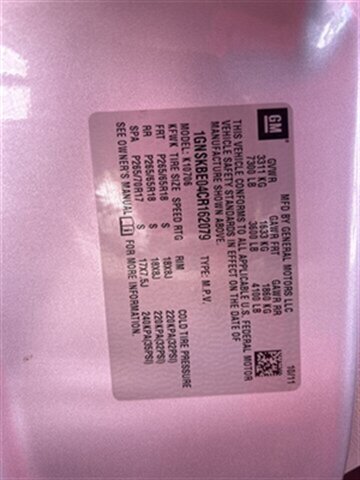 GM
MFD BY GENERAL MOTORS LLC
10/11
GVWR GAWR FRT GAWR RR
3311 KG 1633 KG 1860 KG
7300 LB 3600 LB 4100 LB
THIS VEHICLE CONFORMS TO ALL APPLICABLE U.S. FEDERAL MOTOR
VEHICLE SAFETY STANDARDS IN EFFECT ON THE DATE OF
MANUFACTURE SHOWN ABOVE.
1GNSKBE04CR162079 TYPE: M.P.V.
MODEL: K10706
KFWK TIRE SIZE SPEED RTG RIM COLD TIRE PRESSURE
FRT P265/65R18 S 18X8J 220KPA(32PSI)
RR P265/65R18 S 18X8J 220KPA(32PSI)
SPA P265/70R17 S 17X7.5J 240KPA(35PSI)
SEE OWNER'S MANUAL FOR MORE INFORMATION.